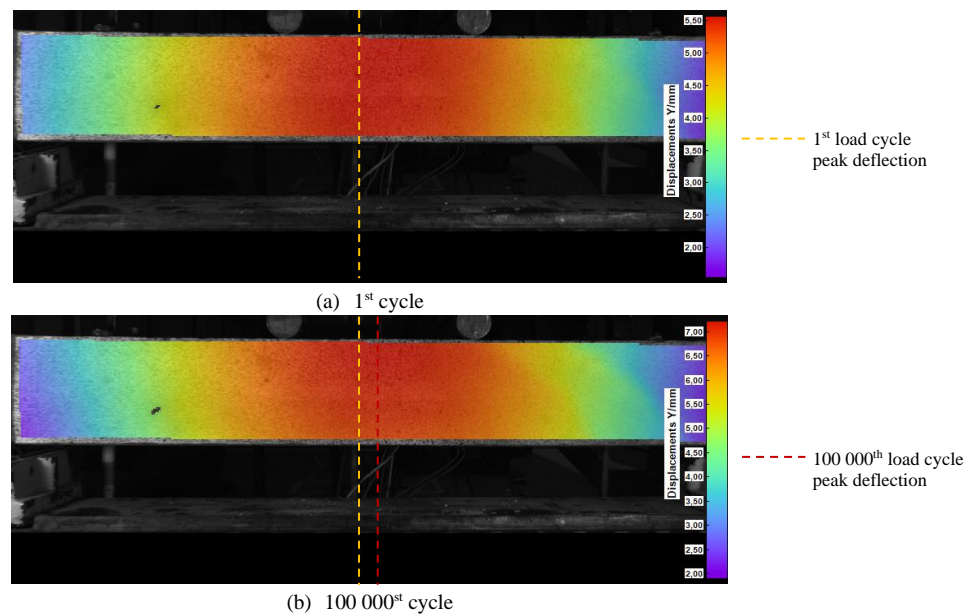 5,50
5,00
4,50
4,00
3,50
3,00
2,50
2,00
Displacements Y/mm
1st load cycle
peak deflection
(a) 1st cycle
7,00
6,50
6,00
5,50
5,00
4,50
4,00
3,50
3,00
2,50
2,00
Displacements Y/mm
100 000th load cycle
peak deflection
(b) 100 000st cycle